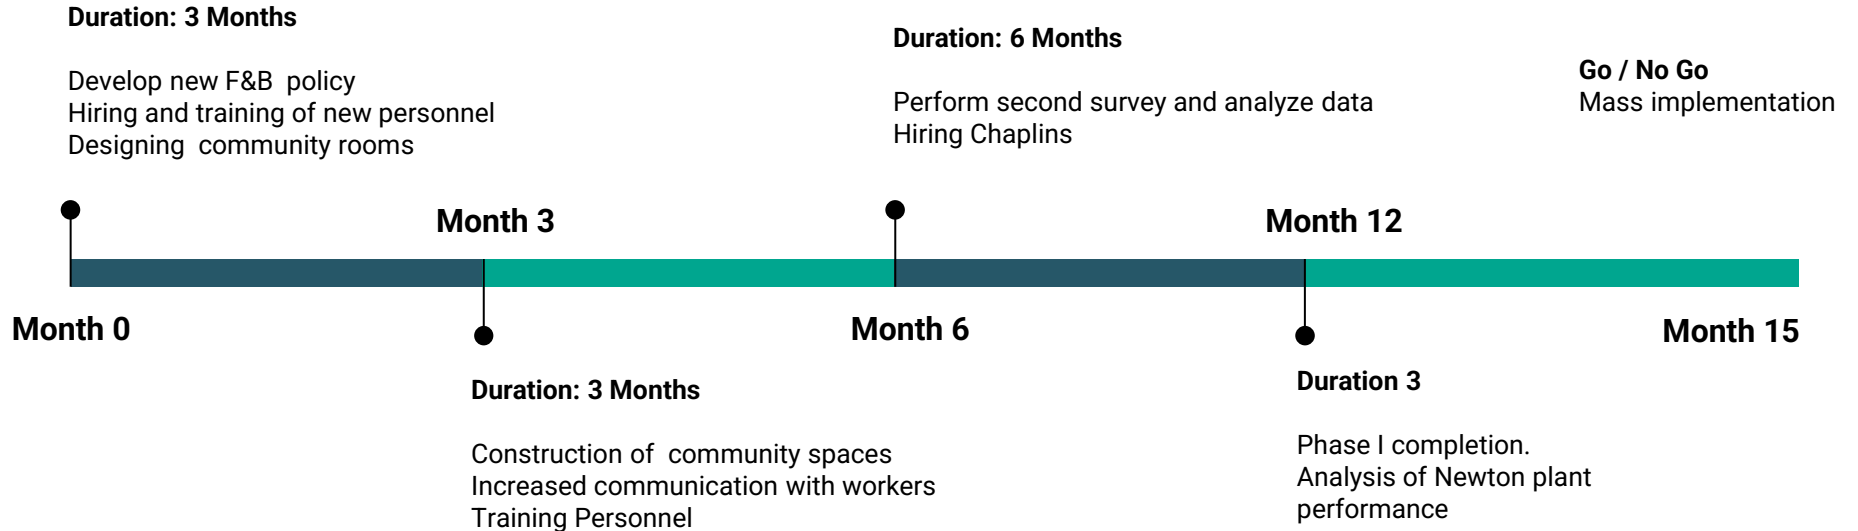 Duration: 3 Months
Develop new F&B  policy
Hiring and training of new personnel
Designing  community rooms
Duration: 6 Months
Perform second survey and analyze data
Hiring Chaplins
Go / No Go
Mass implementation
Month 3
Month 12
Month 0
Month 6
Month 15
Duration: 3 Months
Construction of  community spaces
Increased communication with workers
Training Personnel
Duration 3
Phase I completion.
Analysis of Newton plant
performance